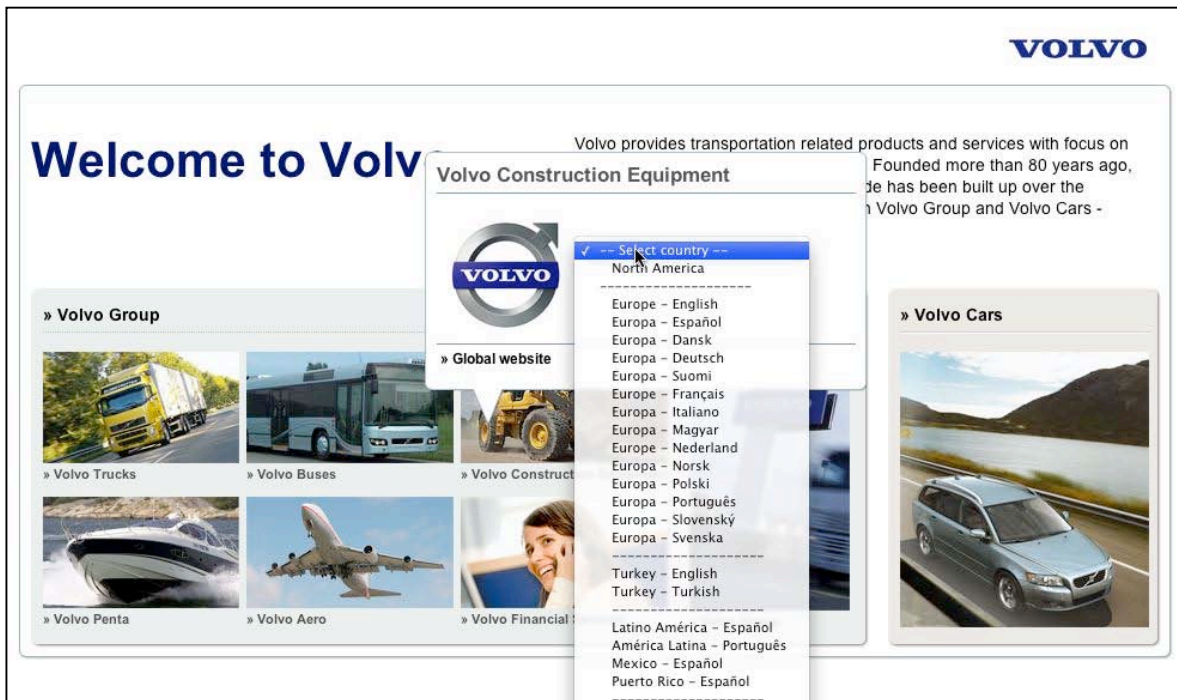 VOLVO
Welcome to Volv
Volvo provides transportation related products and services with focus on
Founded more than 80 years ago,
de has been built up over the
n Volvo Group and Volvo Cars -
Volvo Construction Equipment
VOLVO
✓ -- Select country --
North America
--------------------
Europe - English
Europa - Español
Europa - Dansk
Europa - Deutsch
Europa - Suomi
Europe - Français
Europa - Italiano
Europa - Magyar
Europe - Nederland
Europa - Norsk
Europa - Polski
Europa - Português
Europa - Slovenský
Europa - Svenska
--------------------
Turkey - English
Turkey - Turkish
--------------------
Latino América - Español
América Latina - Português
Mexico - Español
Puerto Rico - Español
--------------------
» Global website
» Volvo Group
» Volvo Trucks
» Volvo Buses
» Volvo Construct
» Volvo Penta
» Volvo Aero
» Volvo Financial
» Volvo Cars